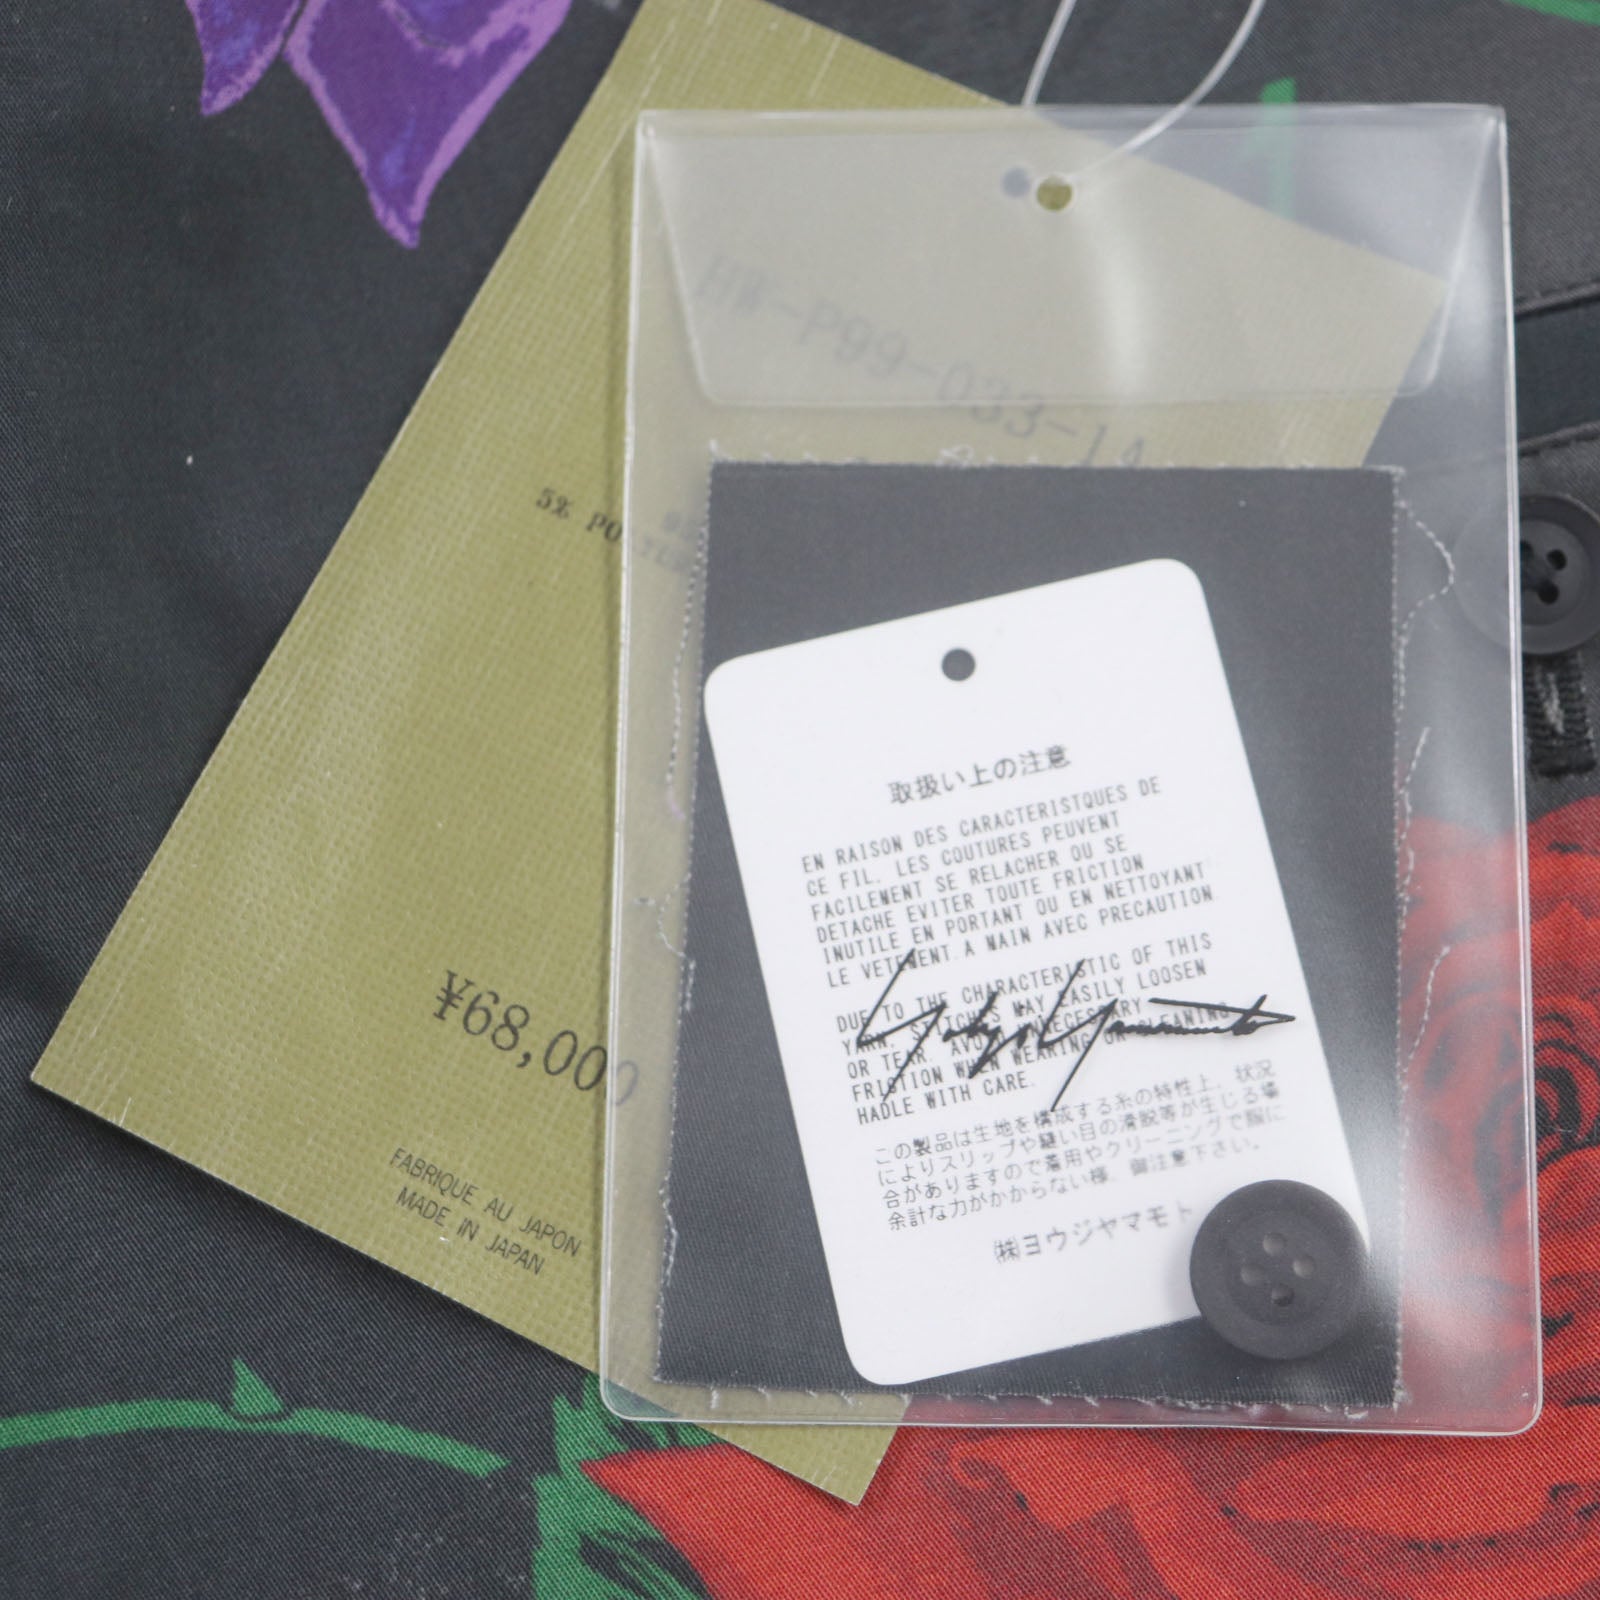 HW-P99-033-1A
5% PO
¥68,000
FABRIQUE AU JAPON
MADE IN JAPAN
取扱い上の注意
EN RAISON DES CARACTERISTQUES DE
CE FIL. LES COUTURES PEUVENT
FACILEMENT SE RELACHER OU SE
DETACHE EVITER TOUTE FRICTION
INUTILE EN PORTANT OU EN NETTOYANT
LE VETEMENT.A MAIN AVEC PRECAUTION.
DUE TO THE CHARACTERISTIC OF THIS
YARN. STITCHES MAY EASILY LOOSEN
OR TEAR. AVOID UNNECESSARY
FRICTION WHEN WEARING OR CLEANING
HADLE WITH CARE.
Yohji Yamamoto
この製品は生地を構成する糸の特性上、状況
によりスリップや縫い目の滑脱等が生じる場
合がありますので着用やクリーニングで服に
余計な力がかからない様、御注意下さい。
㈱ヨウジヤマモト